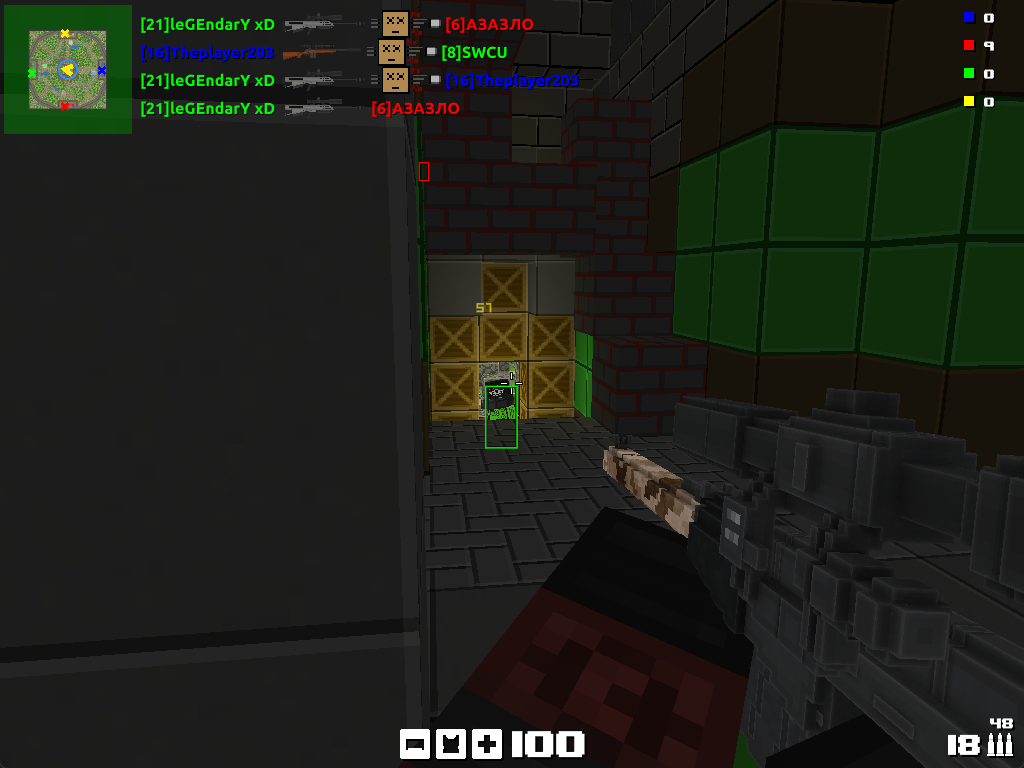 [21]leGEndarY xD [6]АЗАЗЛО
[16]Theplayer203 [8]SWCU
[21]leGEndarY xD [16]Theplayer203
[21]leGEndarY xD [6]АЗАЗЛО
0
9
0
0
57
100
48
18